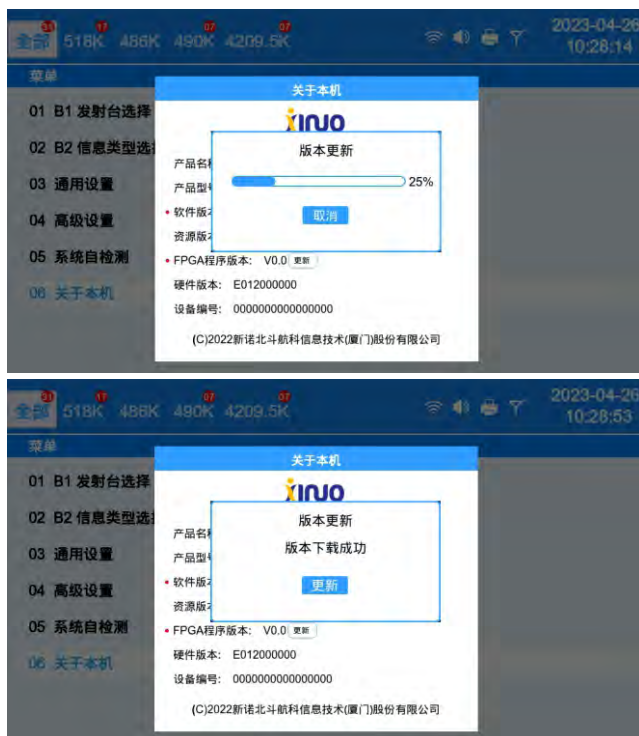 31 17 07 07
全部 518K 486K 490K 4209.5K 2023-04-26
10:28:14
菜单
关于本机
XINUO
01 B1 发射台选择
02 B2 信息类型选
03 通用设置
04 高级设置
05 系统自检测
06 关于本机
版本更新
25%
取消
产品名
产品型
软件版
资源版
FPGA程序版本: V0.0 更新
硬件版本: E012000000
设备编号: 0000000000000000
(C)2022新诺北斗航科信息技术(厦门)股份有限公司
31 17 07 07
全部 518K 486K 490K 4209.5K 2023-04-26
10:28:53
菜单
关于本机
XINUO
01 B1 发射台选择
02 B2 信息类型选
03 通用设置
04 高级设置
05 系统自检测
06 关于本机
版本更新
版本下载成功
更新
产品名
产品型
软件版
资源版
FPGA程序版本: V0.0 更新
硬件版本: E012000000
设备编号: 0000000000000000
(C)2022新诺北斗航科信息技术(厦门)股份有限公司